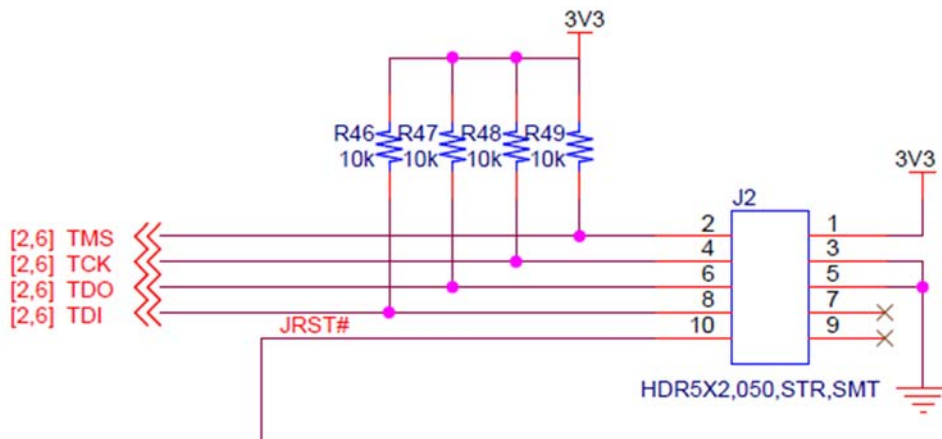 3V3
R46 R47 R48 R49
10k 10k 10k 10k
3V3
J2
[2,6] TMS 2 1
[2,6] TCK 4 3
[2,6] TDO 6 5
[2,6] TDI 8 7
JRST# 10 9
HDR5X2,050,STR,SMT